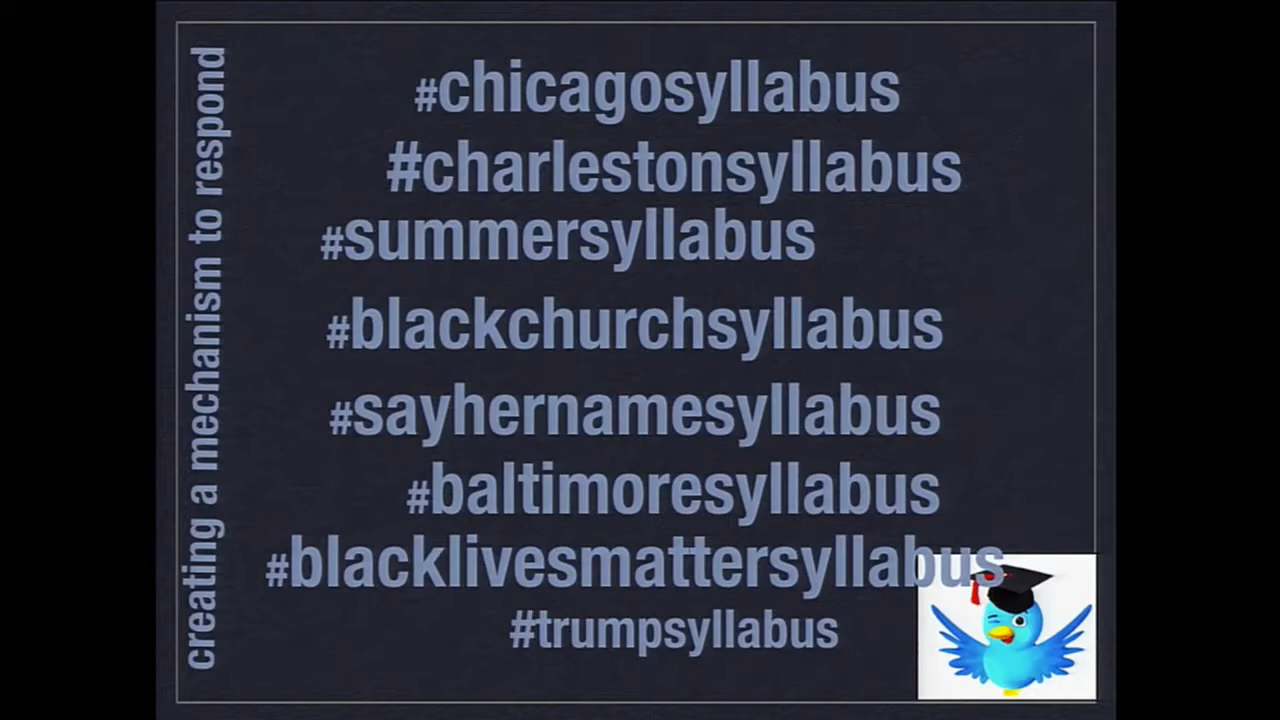 creating a mechanism to respond
#chicagosyllabus
#charlestonsyllabus
#summersyllabus
#blackchurchsyllabus
#sayhernamesyllabus
#baltimoresyllabus
#blacklivesmattersyllabus
#trumpsyllabus